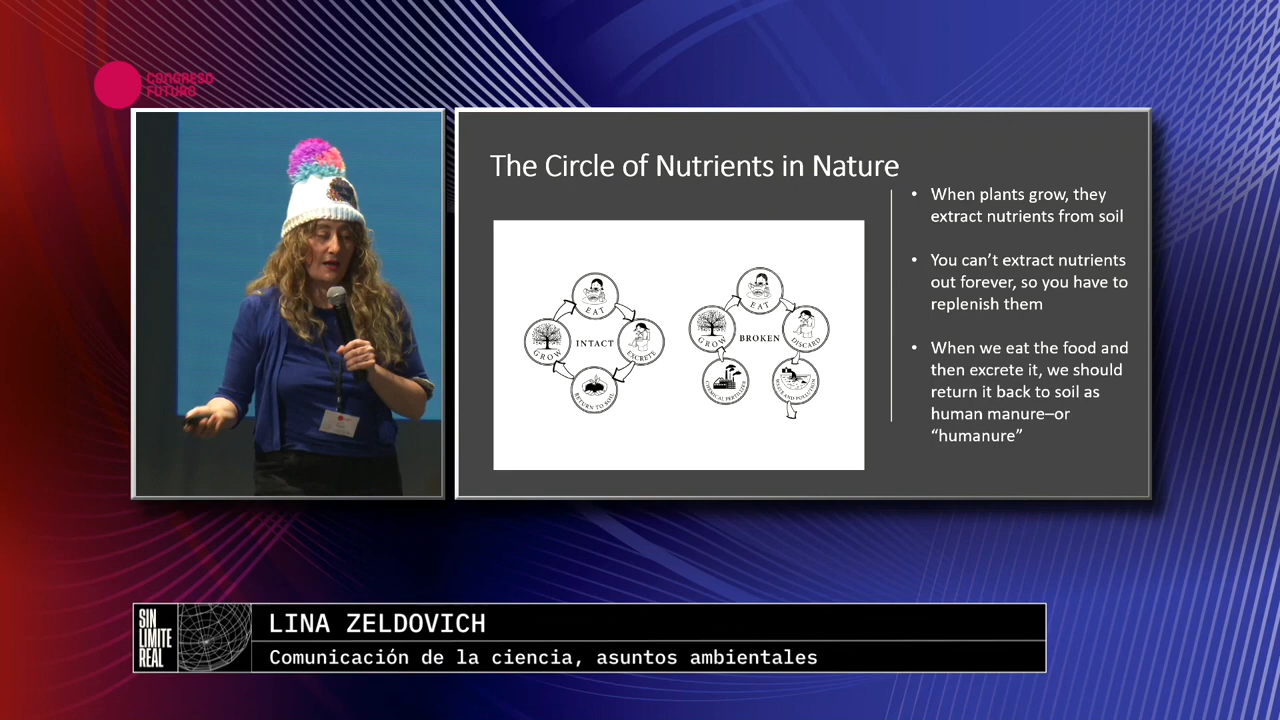 CONGRESO
FUTURO
The Circle of Nutrients in Nature
EAT
GROW
INTACT
EXCRETE
RETURN TO SOIL
EAT
GROW
BROKEN
DISCARD
CHEMICAL FERTILIZER
WASTE AND POLLUTION
• When plants grow, they
extract nutrients from soil
• You can’t extract nutrients
out forever, so you have to
replenish them
• When we eat the food and
then excrete it, we should
return it back to soil as
human manure–or
“humanure”
SIN
LIMITE
REAL
LINA ZELDOVICH
Comunicación de la ciencia, asuntos ambientales